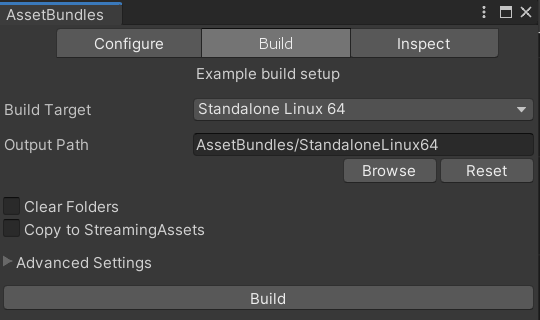 AssetBundles
Configure Build Inspect
Example build setup
Build Target Standalone Linux 64
Output Path AssetBundles/StandaloneLinux64
Browse Reset
Clear Folders
Copy to StreamingAssets
Advanced Settings
Build